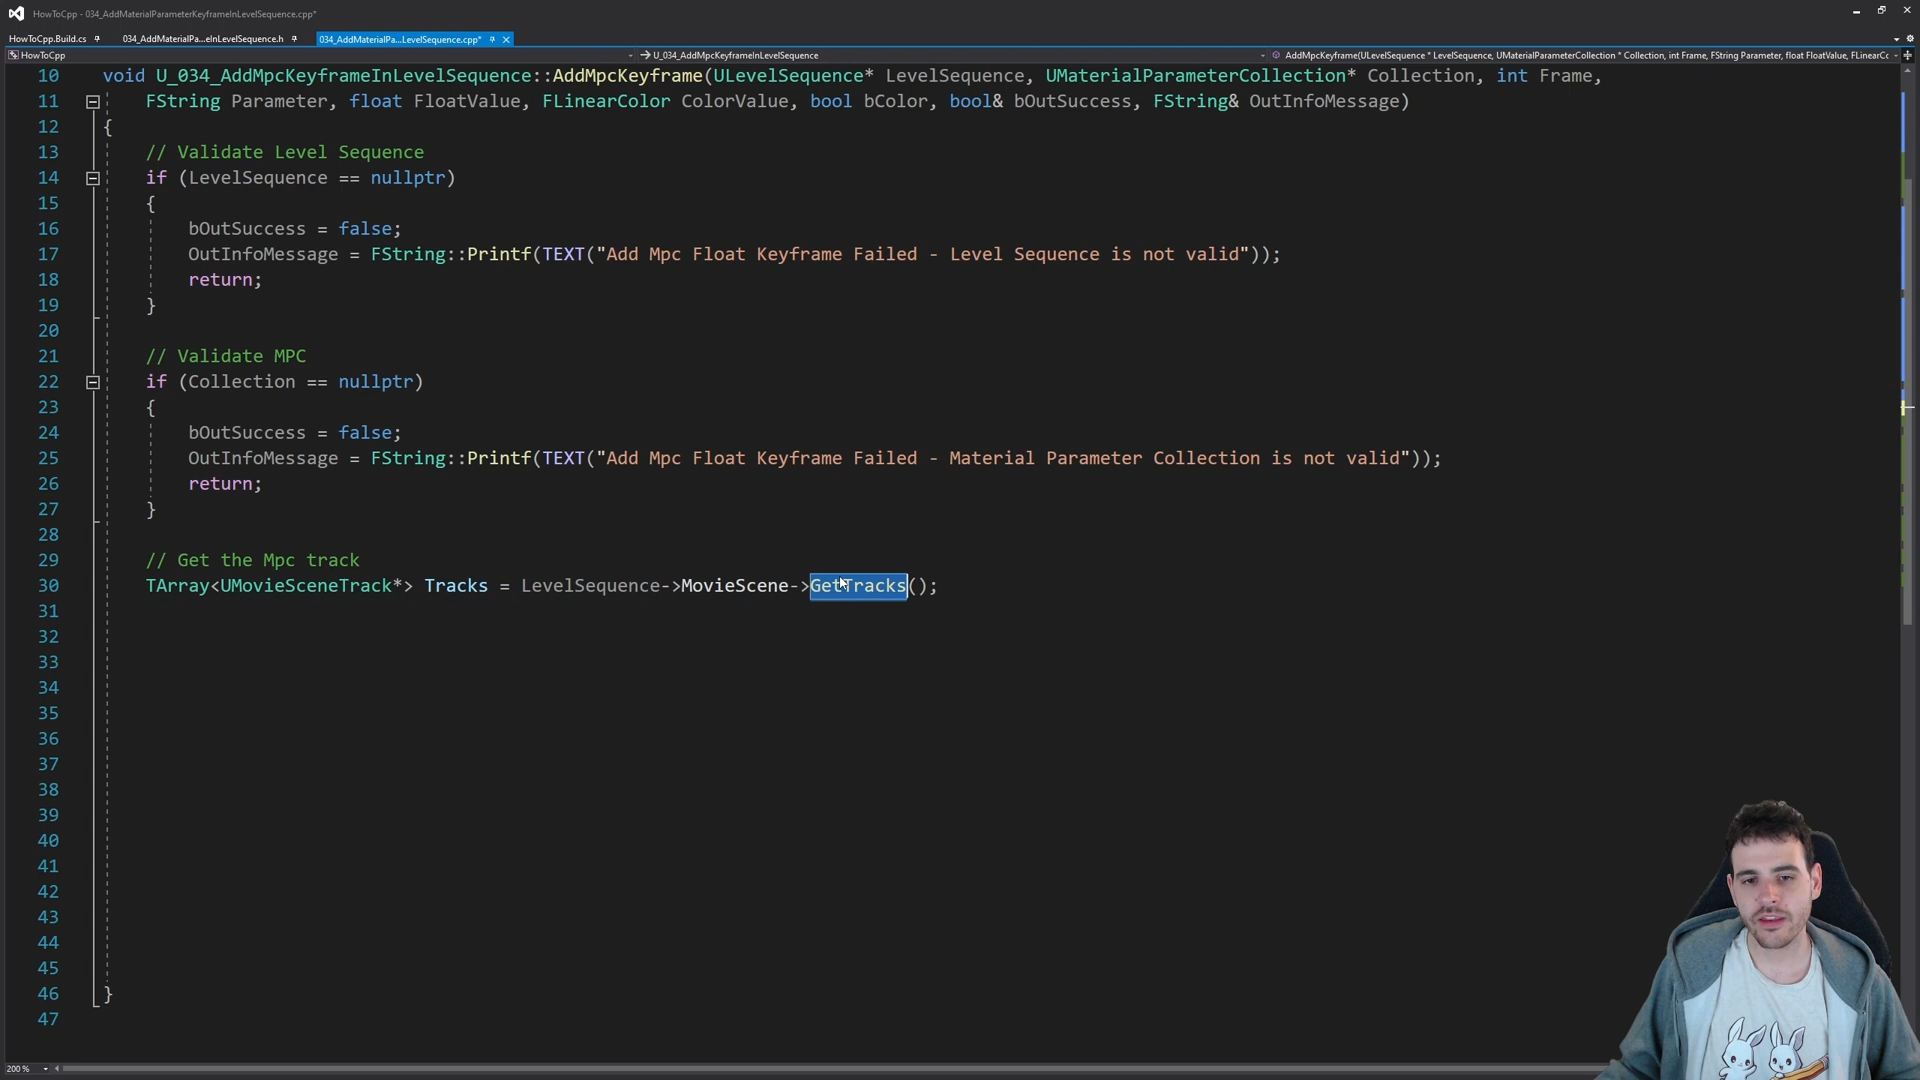 HowToCpp - 034_AddMaterialParameterKeyframeInLevelSequence.cpp*
HowToCpp.Build.cs 034_AddMaterialPa...eInLevelSequence.h 034_AddMaterialPa...LevelSequence.cpp*
HowToCpp U_034_AddMpcKeyframeInLevelSequence AddMpcKeyframe(ULevelSequence * LevelSequence, UMaterialParameterCollection * Collection, int Frame, FString Parameter, float FloatValue, FLinearCc
10 void U_034_AddMpcKeyframeInLevelSequence::AddMpcKeyframe(ULevelSequence* LevelSequence, UMaterialParameterCollection* Collection, int Frame,
11 FString Parameter, float FloatValue, FLinearColor ColorValue, bool bColor, bool& bOutSuccess, FString& OutInfoMessage)
12 {
13 // Validate Level Sequence
14 if (LevelSequence == nullptr)
15 {
16 bOutSuccess = false;
17 OutInfoMessage = FString::Printf(TEXT("Add Mpc Float Keyframe Failed - Level Sequence is not valid"));
18 return;
19 }
20
21 // Validate MPC
22 if (Collection == nullptr)
23 {
24 bOutSuccess = false;
25 OutInfoMessage = FString::Printf(TEXT("Add Mpc Float Keyframe Failed - Material Parameter Collection is not valid"));
26 return;
27 }
28
29 // Get the Mpc track
30 TArray<UMovieSceneTrack*> Tracks = LevelSequence->MovieScene->GetTracks();
31
32
33
34
35
36
37
38
39
40
41
42
43
44
45
46 }
47
200 %